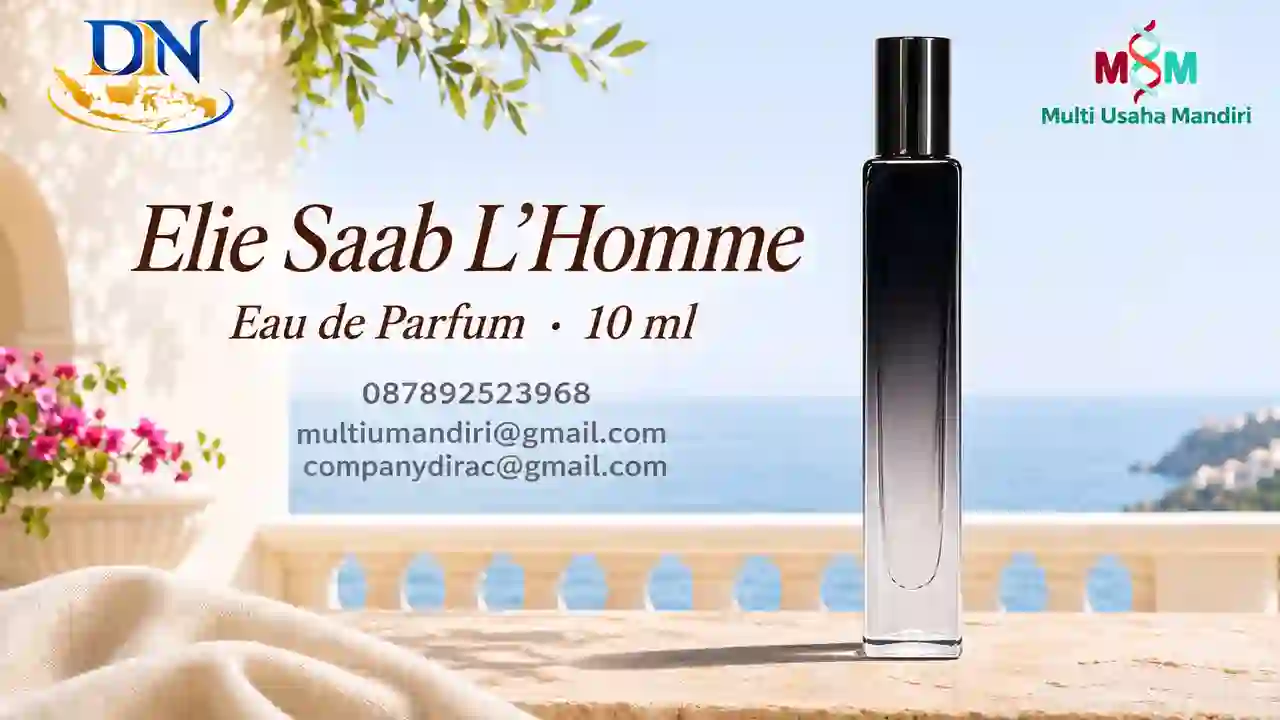 DN
MSM
Multi Usaha Mandiri
Elie Saab L’Homme
Eau de Parfum · 10 ml
087892523968
multiumandiri@gmail.com
companydirac@gmail.com